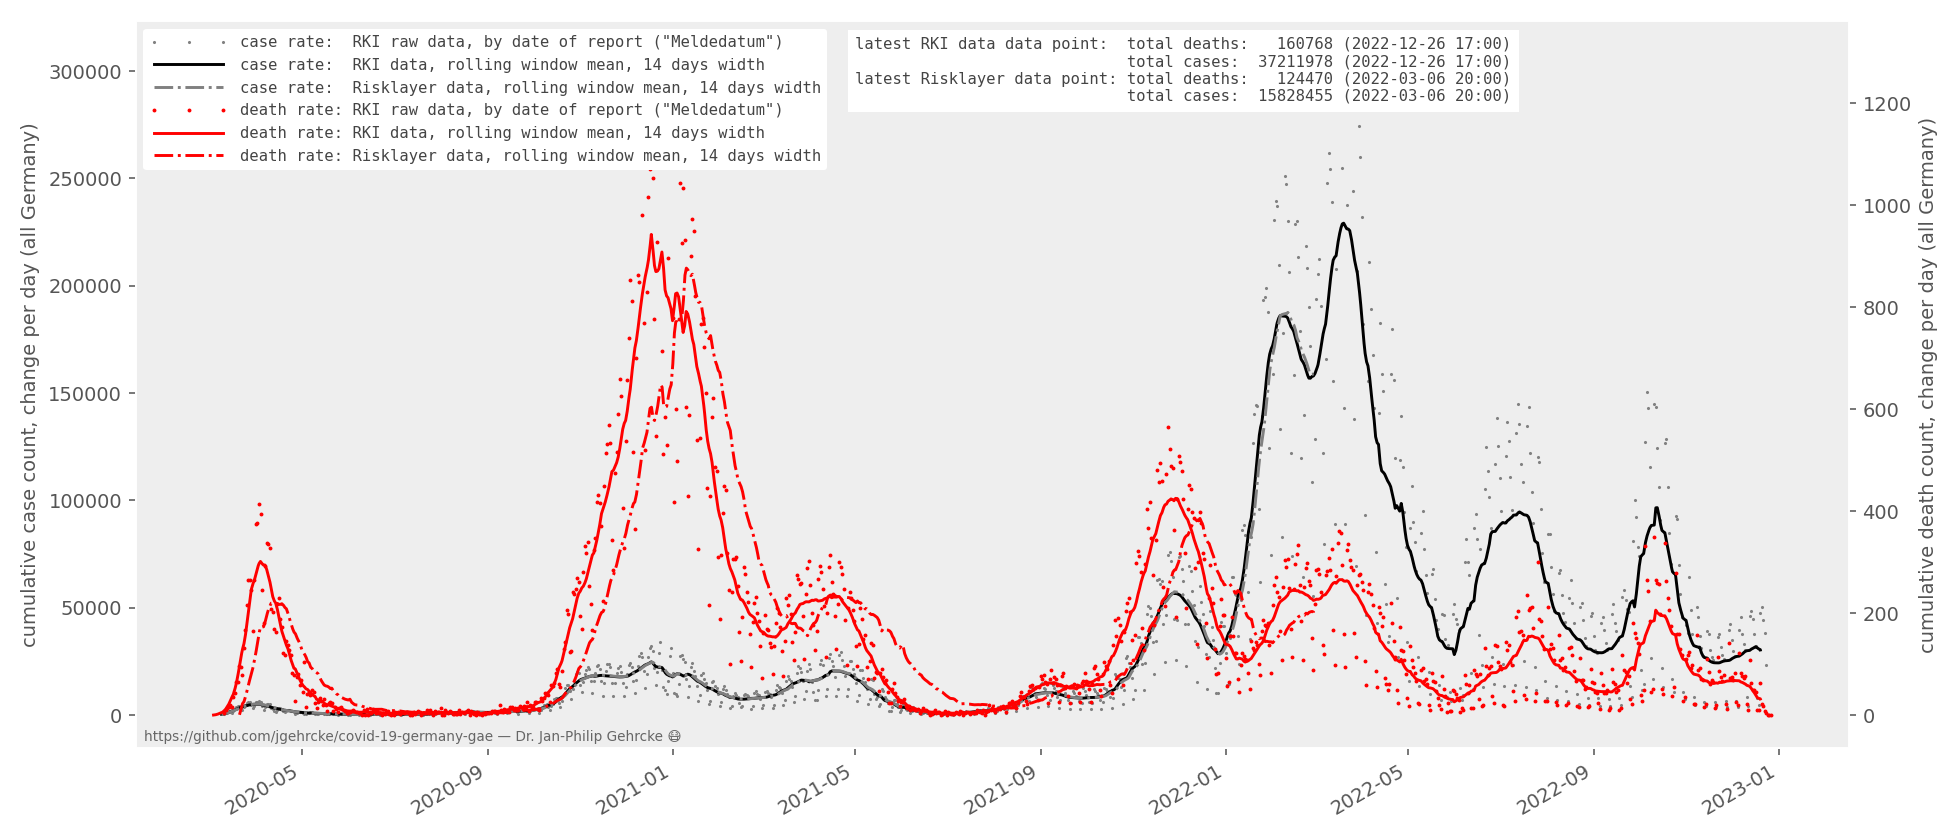 case rate:  RKI raw data, by date of report ("Meldedatum")
case rate:  RKI data, rolling window mean, 14 days width
case rate:  Risklayer data, rolling window mean, 14 days width
death rate: RKI raw data, by date of report ("Meldedatum")
death rate: RKI data, rolling window mean, 14 days width
death rate: Risklayer data, rolling window mean, 14 days width
latest RKI data data point:  total deaths:   160768 (2022-12-26 17:00)
total cases:  37211978 (2022-12-26 17:00)
latest Risklayer data point: total deaths:   124470 (2022-03-06 20:00)
total cases:  15828455 (2022-03-06 20:00)
cumulative case count, change per day (all Germany)
300000
250000
200000
150000
100000
50000
0
1200
1000
800
600
400
200
0
cumulative death count, change per day (all Germany)
https://github.com/jgehrcke/covid-19-germany-gae — Dr. Jan-Philip Gehrcke 😷
2020-05
2020-09
2021-01
2021-05
2021-09
2022-01
2022-05
2022-09
2023-01